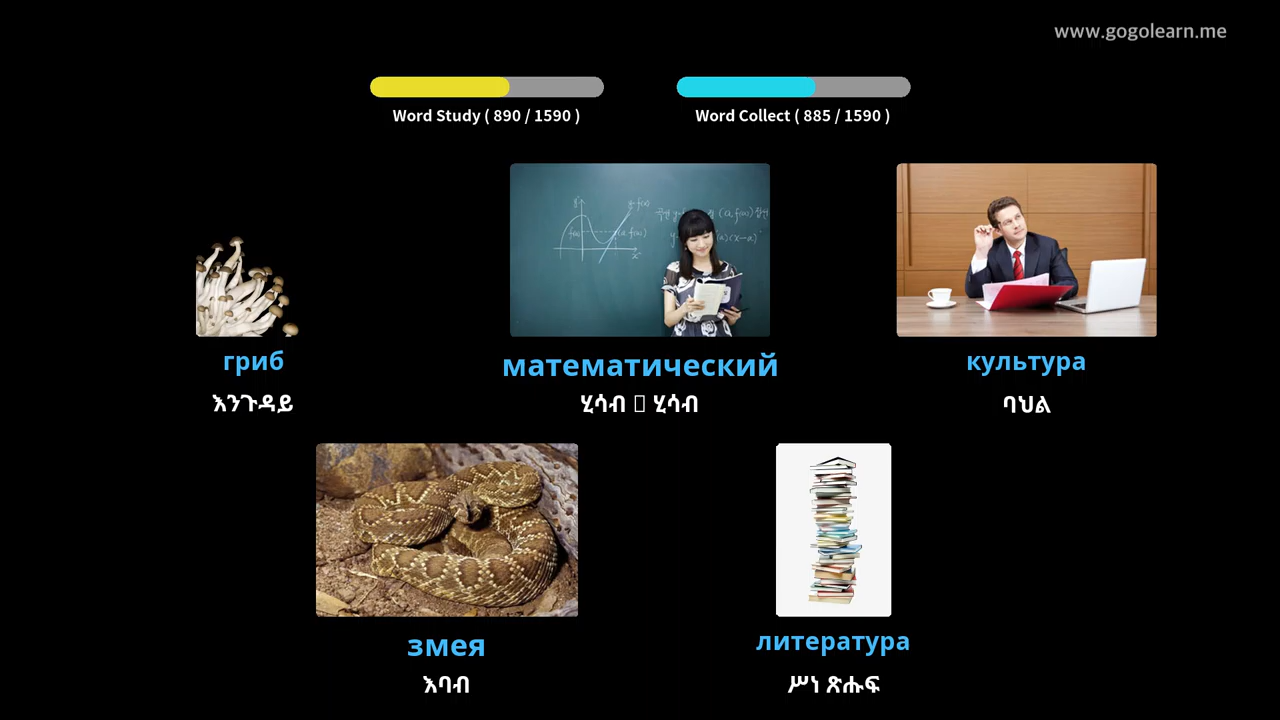 www.gogolearn.me
Word Study ( 890 / 1590 )
Word Collect ( 885 / 1590 )
гриб
እንጉዳይ
математический
ሂሳብ ▯ ሂሳብ
культура
ባህል
змея
እባብ
литература
ሥነ ጽሑፍ